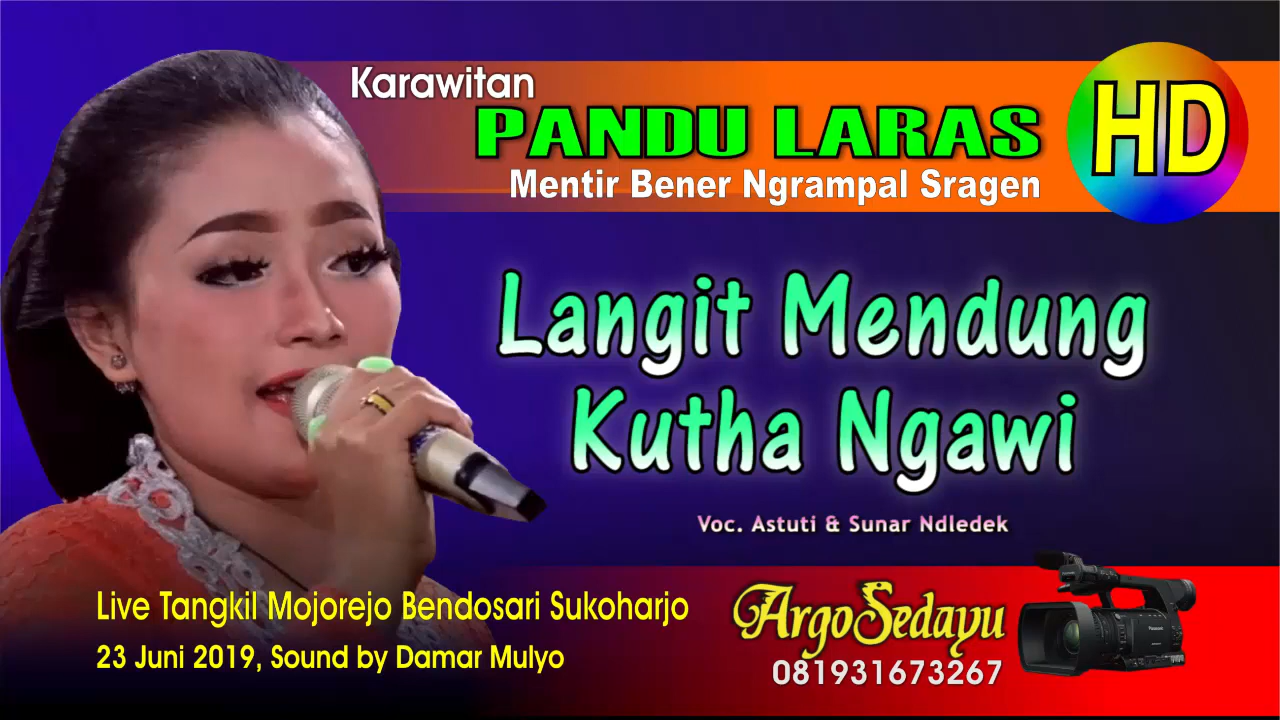 Karawitan
PANDU LARAS
Mentir Bener Ngrampal Sragen
HD
Langit Mendung
Kutha Ngawi
Voc. Astuti & Sunar Ndledek
Live Tangkil Mojorejo Bendosari Sukoharjo
23 Juni 2019, Sound by Damar Mulyo
ArgoSedayu
081931673267
Panasonic